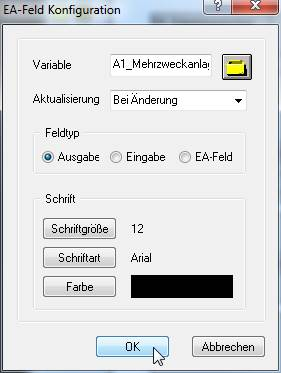 EA-Feld Konfiguration
Variable A1_Mehrzweckanlag
Aktualisierung Bei Änderung
Feldtyp
Ausgabe Eingabe EA-Feld
Schrift
Schriftgröße 12
Schriftart Arial
Farbe
OK Abbrechen